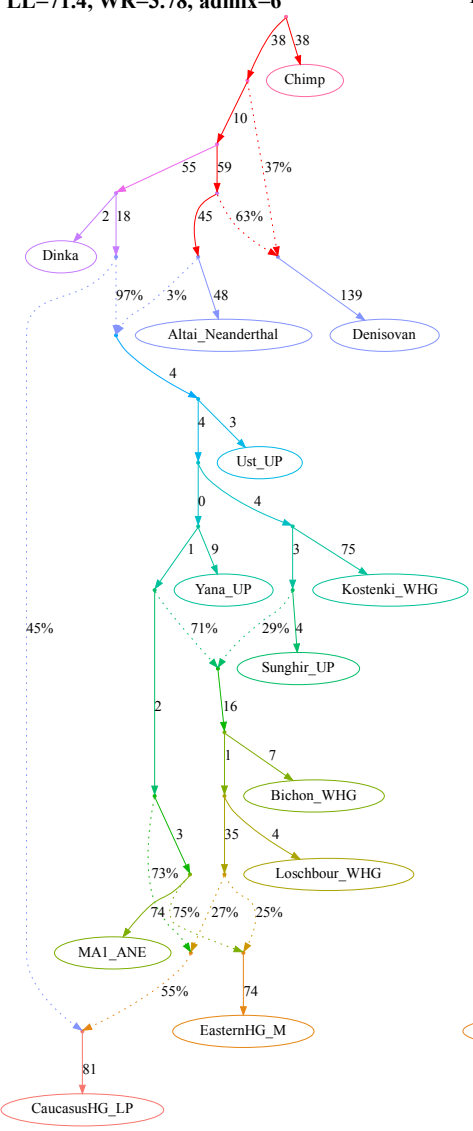 LL=71.4, WR=3.78, admix=6
38 38
Chimp
10
37%
55 59
2 18
45 63%
Dinka
97% 3% 48 139
Altai_Neanderthal Denisovan
4
4 3
Ust_UP
0 4
1 9 3 75
Yana_UP Kostenki_WHG
45% 71% 29% 4
Sunghir_UP
2 16
1 7
Bichon_WHG
3 35 4
73% Loschbour_WHG
74 75% 27% 25%
MA1_ANE
55% 74
EasternHG_M
81
CaucasusHG_LP